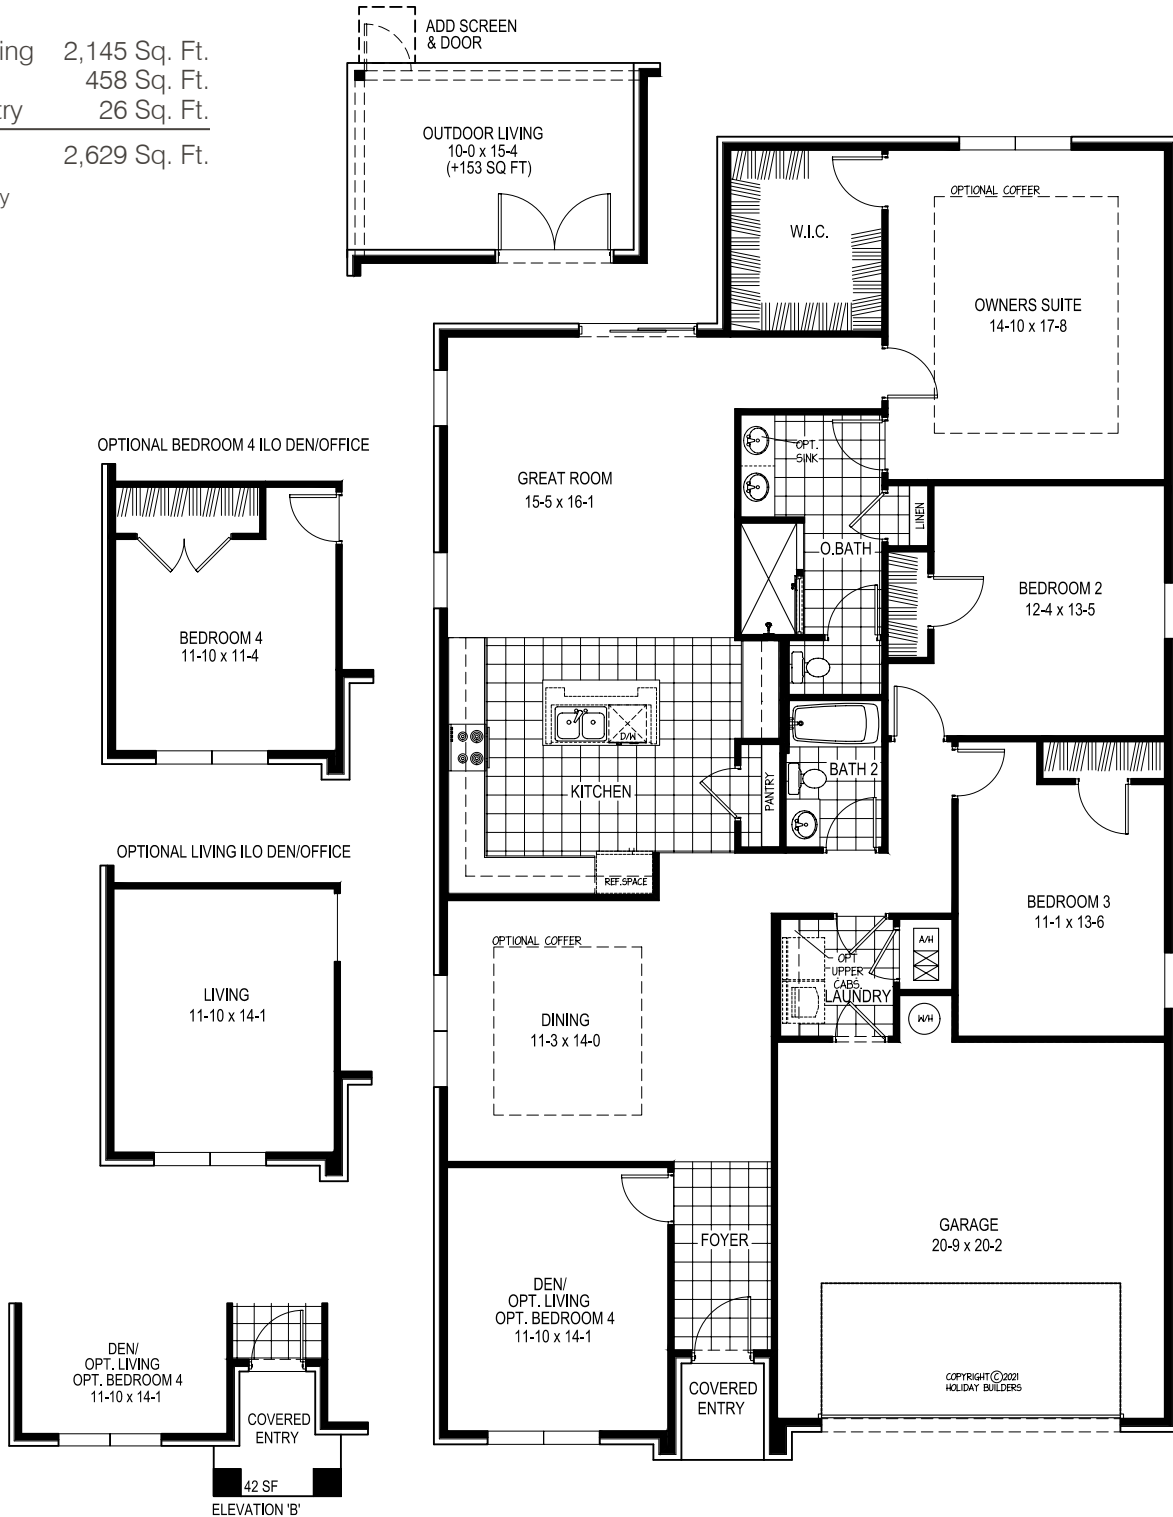 ing 2,145 Sq. Ft.
458 Sq. Ft.
try 26 Sq. Ft.
2,629 Sq. Ft.
y
ADD SCREEN
& DOOR
OUTDOOR LIVING
10-0 x 15-4
(+153 SQ FT)
W.I.C.
OPTIONAL COFFER
OWNERS SUITE
14-10 x 17-8
OPTIONAL BEDROOM 4 ILO DEN/OFFICE
BEDROOM 4
11-10 x 11-4
GREAT ROOM
15-5 x 16-1
OPT.
SINK
LINEN
O.BATH
BEDROOM 2
12-4 x 13-5
D/W
KITCHEN
PANTRY
BATH 2
REF.SPACE
OPTIONAL LIVING ILO DEN/OFFICE
LIVING
11-10 x 14-1
BEDROOM 3
11-1 x 13-6
OPTIONAL COFFER
DINING
11-3 x 14-0
OPT
UPPER
CABS.
LAUNDRY
A/H
W/H
FOYER
GARAGE
20-9 x 20-2
DEN/
OPT. LIVING
OPT. BEDROOM 4
11-10 x 14-1
COVERED
ENTRY
COPYRIGHT©2021
HOLIDAY BUILDERS
DEN/
OPT. LIVING
OPT. BEDROOM 4
11-10 x 14-1
COVERED
ENTRY
42 SF
ELEVATION 'B'